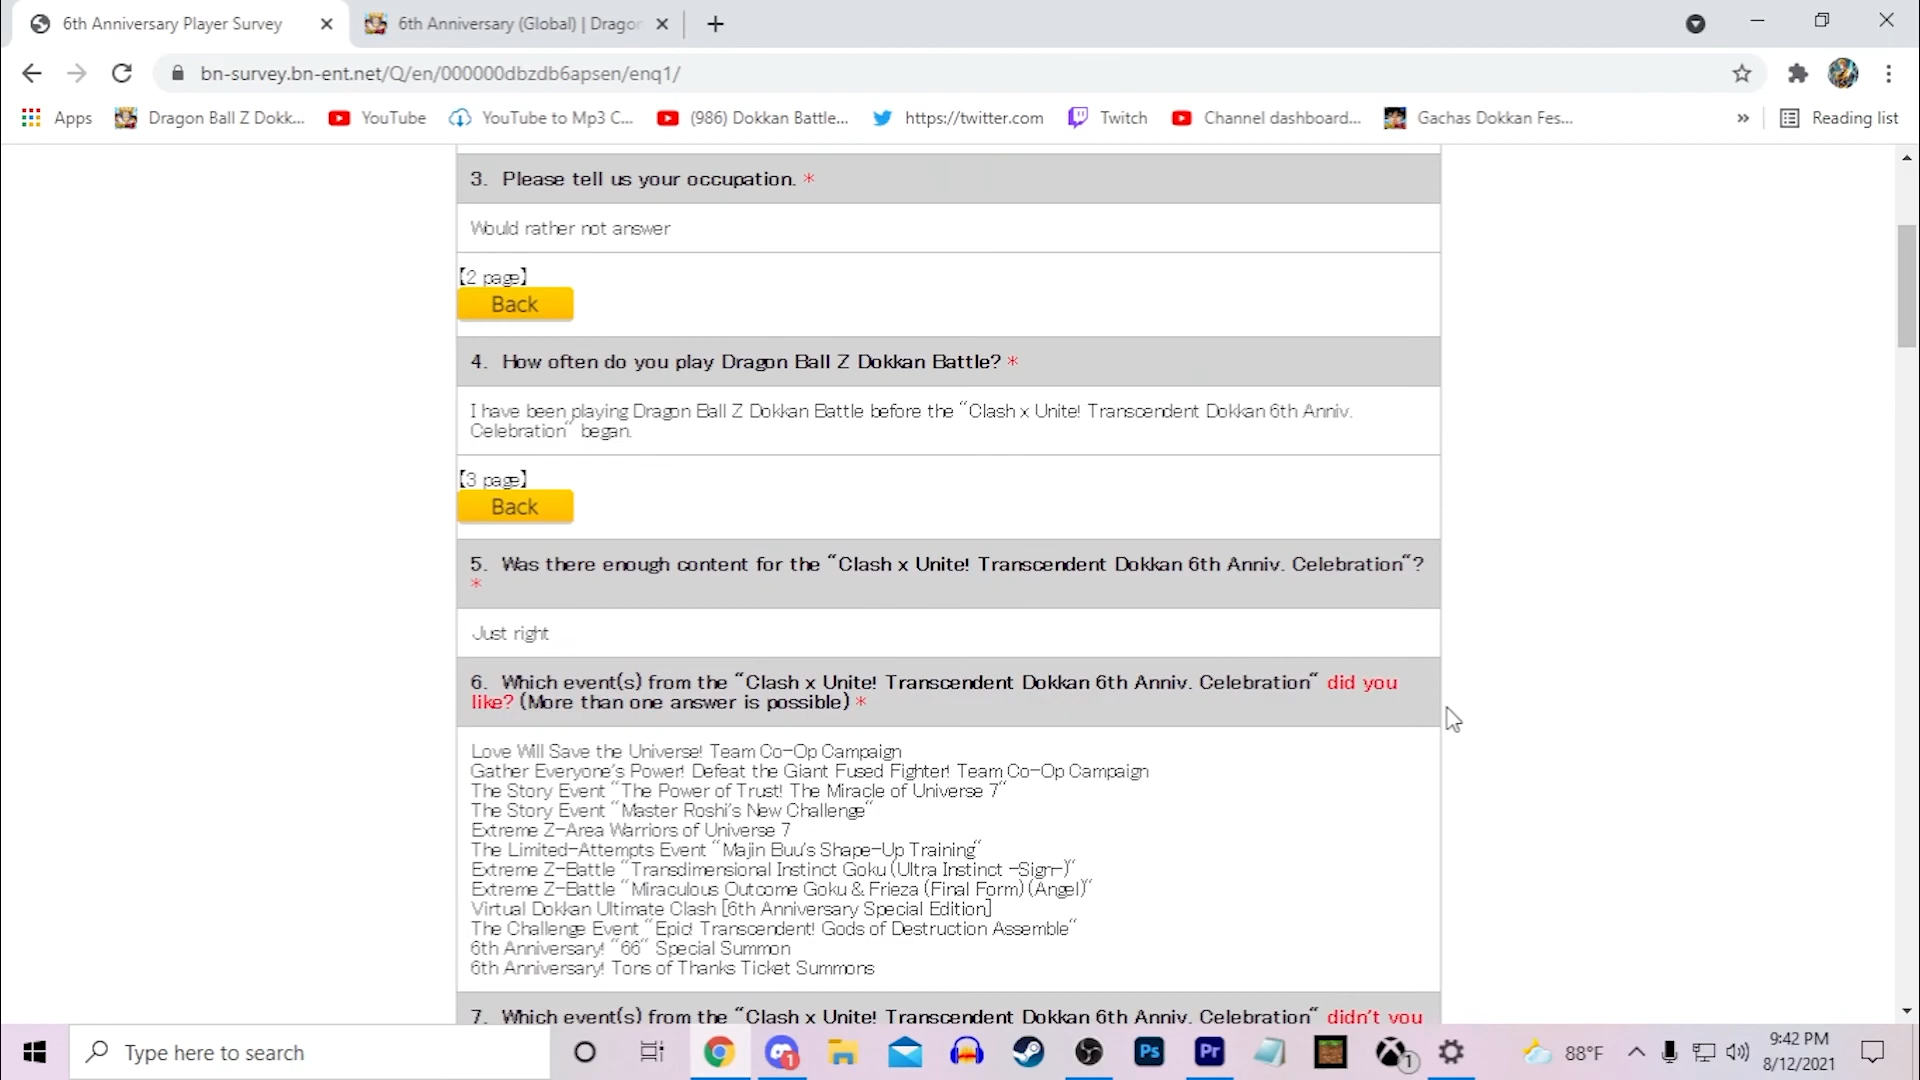 6th Anniversary Player Survey
6th Anniversary (Global) | Dragon
bn-survey.bn-ent.net/Q/en/000000dbzdb6apsen/enq1/
Apps
Dragon Ball Z Dokk...
YouTube
YouTube to Mp3 C...
(986) Dokkan Battle...
https://twitter.com
Twitch
Channel dashboard...
Gachas Dokkan Fes...
»
Reading list
3. Please tell us your occupation. *
Would rather not answer
【2 page】
Back
4. How often do you play Dragon Ball Z Dokkan Battle? *
I have been playing Dragon Ball Z Dokkan Battle before the "Clash x Unite! Transcendent Dokkan 6th Anniv.
Celebration" began.
【3 page】
Back
5. Was there enough content for the "Clash x Unite! Transcendent Dokkan 6th Anniv. Celebration"?
*
Just right
6. Which event(s) from the "Clash x Unite! Transcendent Dokkan 6th Anniv. Celebration" did you
like? (More than one answer is possible) *
Love Will Save the Universe! Team Co-Op Campaign
Gather Everyone's Power! Defeat the Giant Fused Fighter! Team Co-Op Campaign
The Story Event "The Power of Trust! The Miracle of Universe 7"
The Story Event "Master Roshi's New Challenge"
Extreme Z-Area Warriors of Universe 7
The Limited-Attempts Event "Majin Buu's Shape-Up Training"
Extreme Z-Battle "Transdimensional Instinct Goku (Ultra Instinct -Sign-)"
Extreme Z-Battle "Miraculous Outcome Goku & Frieza (Final Form) (Angel)"
Virtual Dokkan Ultimate Clash [6th Anniversary Special Edition]
The Challenge Event "Epic! Transcendent! Gods of Destruction Assemble"
6th Anniversary! "66" Special Summon
6th Anniversary! Tons of Thanks Ticket Summons
7. Which event(s) from the "Clash x Unite! Transcendent Dokkan 6th Anniv. Celebration" didn't you
Type here to search
1
Ps
Pr
1
88°F
9:42 PM
8/12/2021